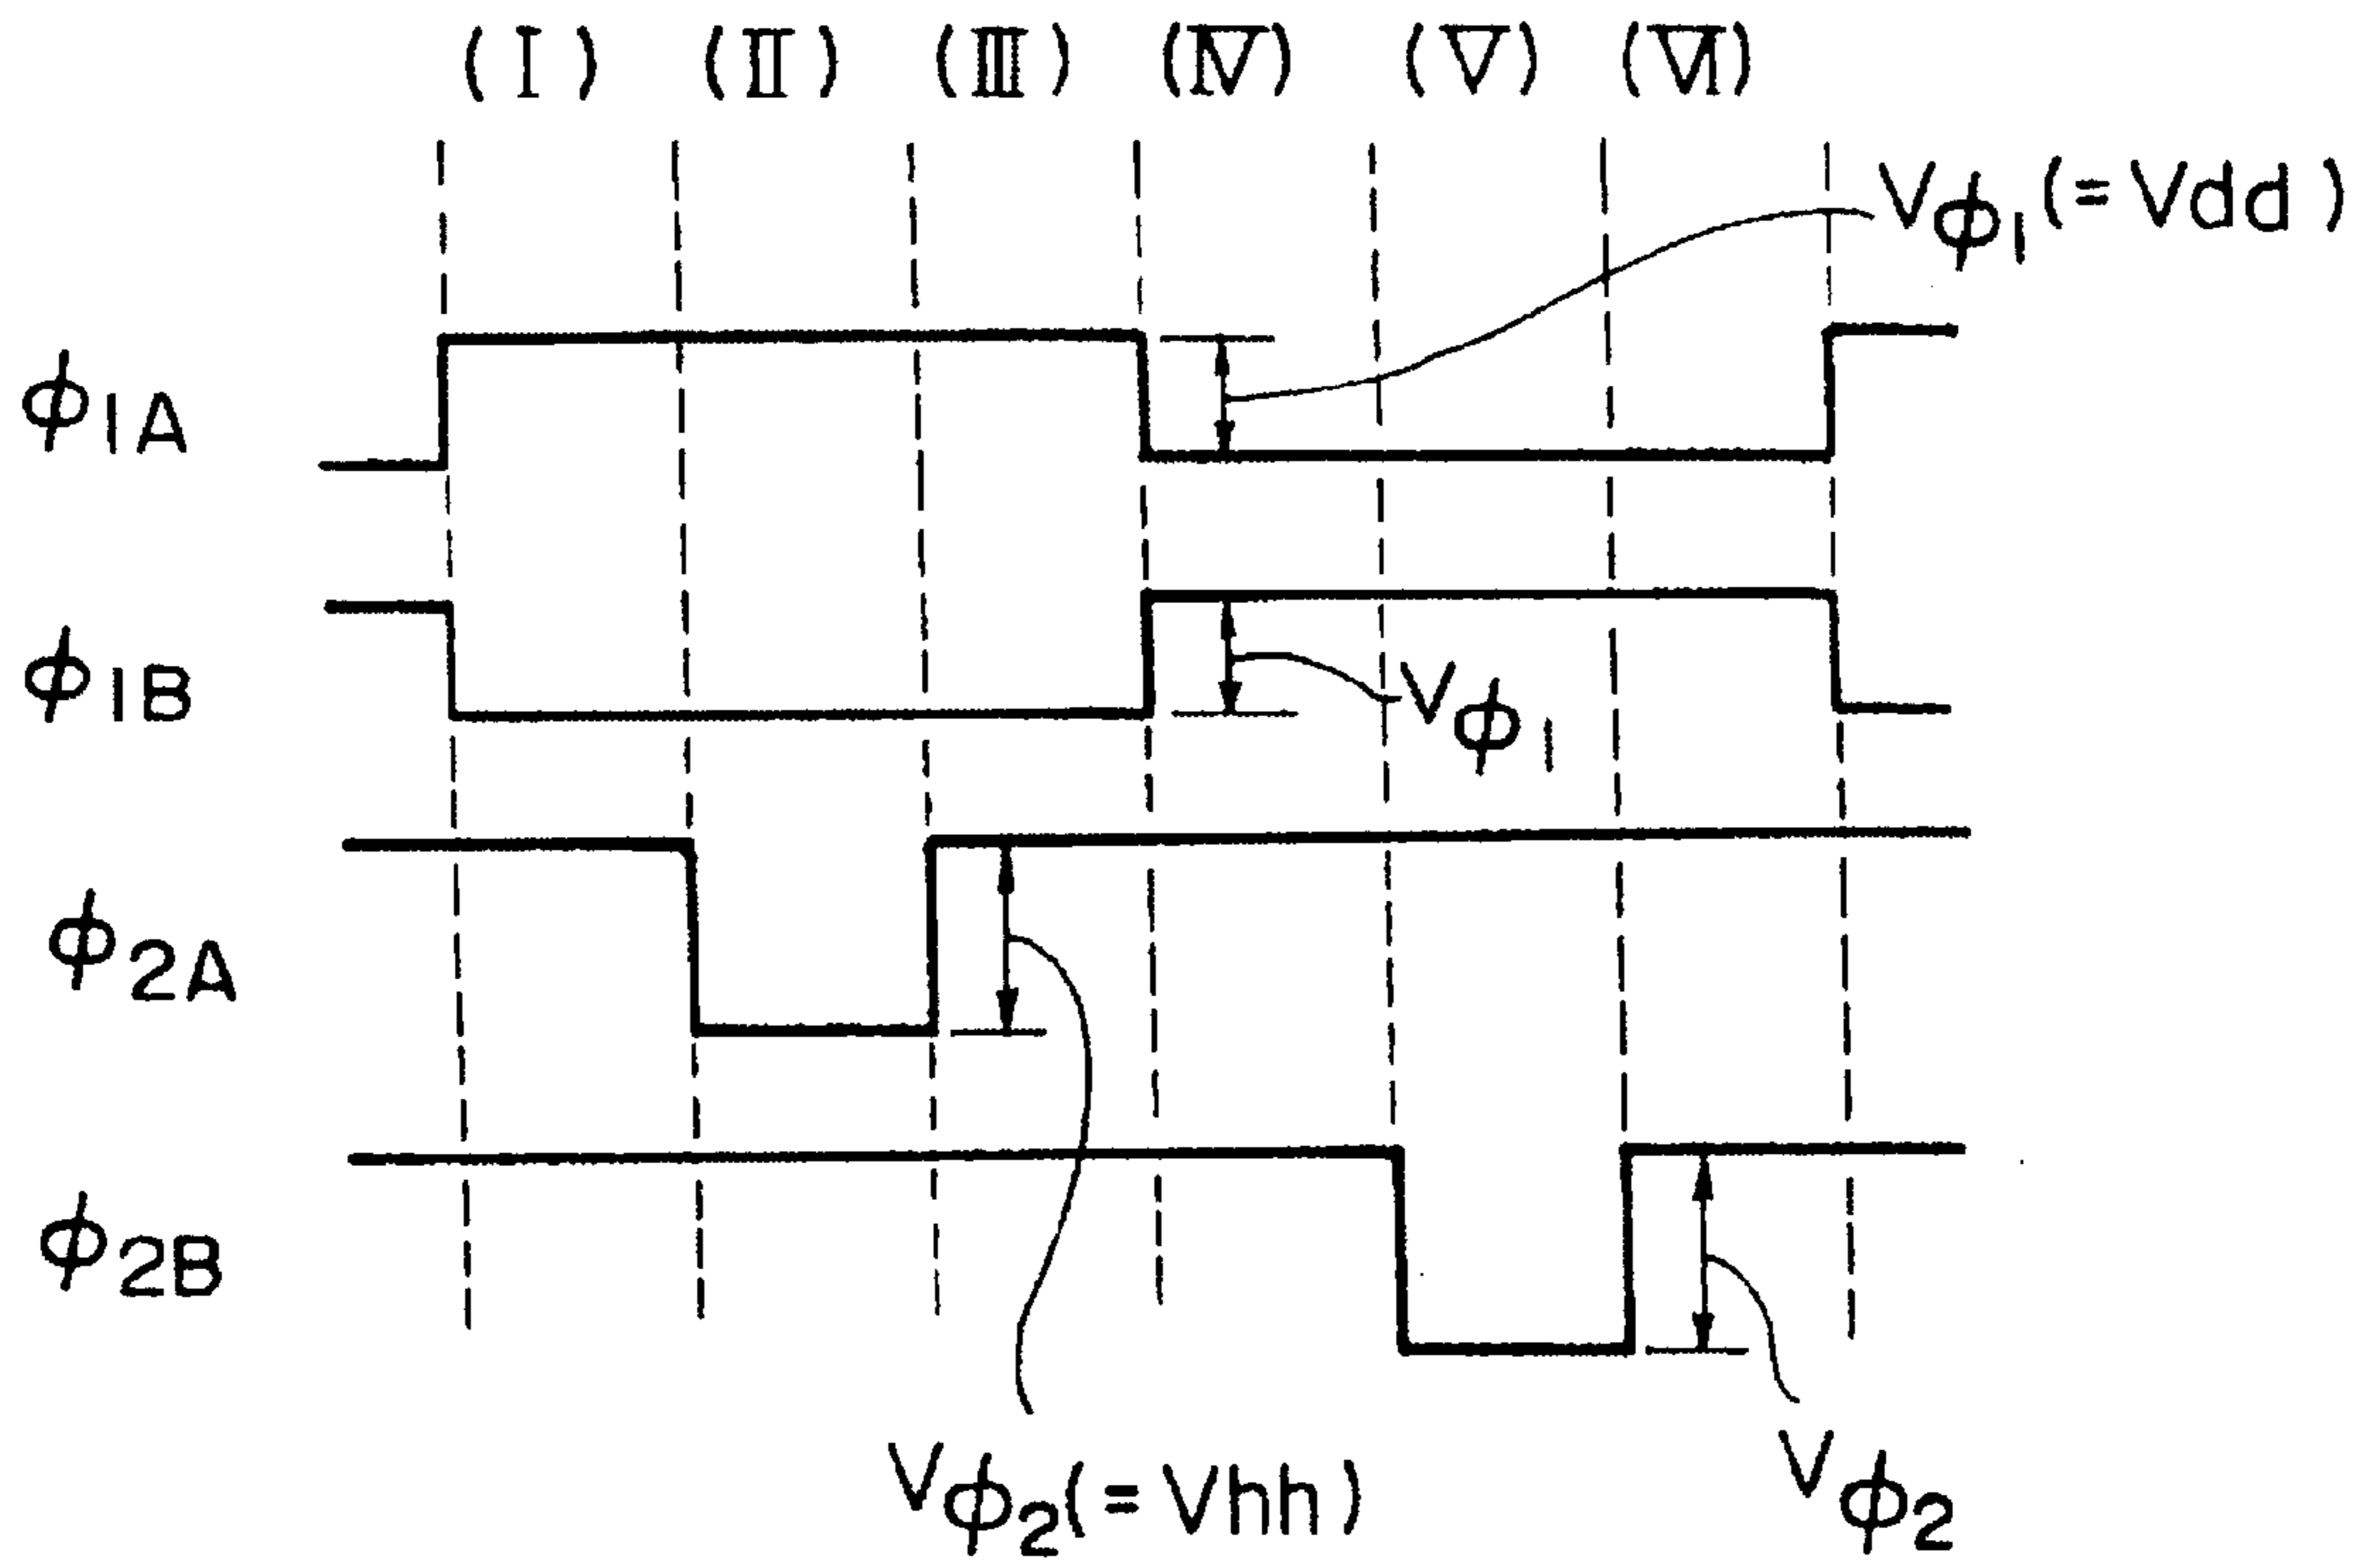 (I) (II) (III) (IV) (V) (VI)
Vϕ1(=Vdd)
ϕ1A
ϕ1B
Vϕ1
ϕ2A
ϕ2B
Vϕ2(=Vhh)
Vϕ2